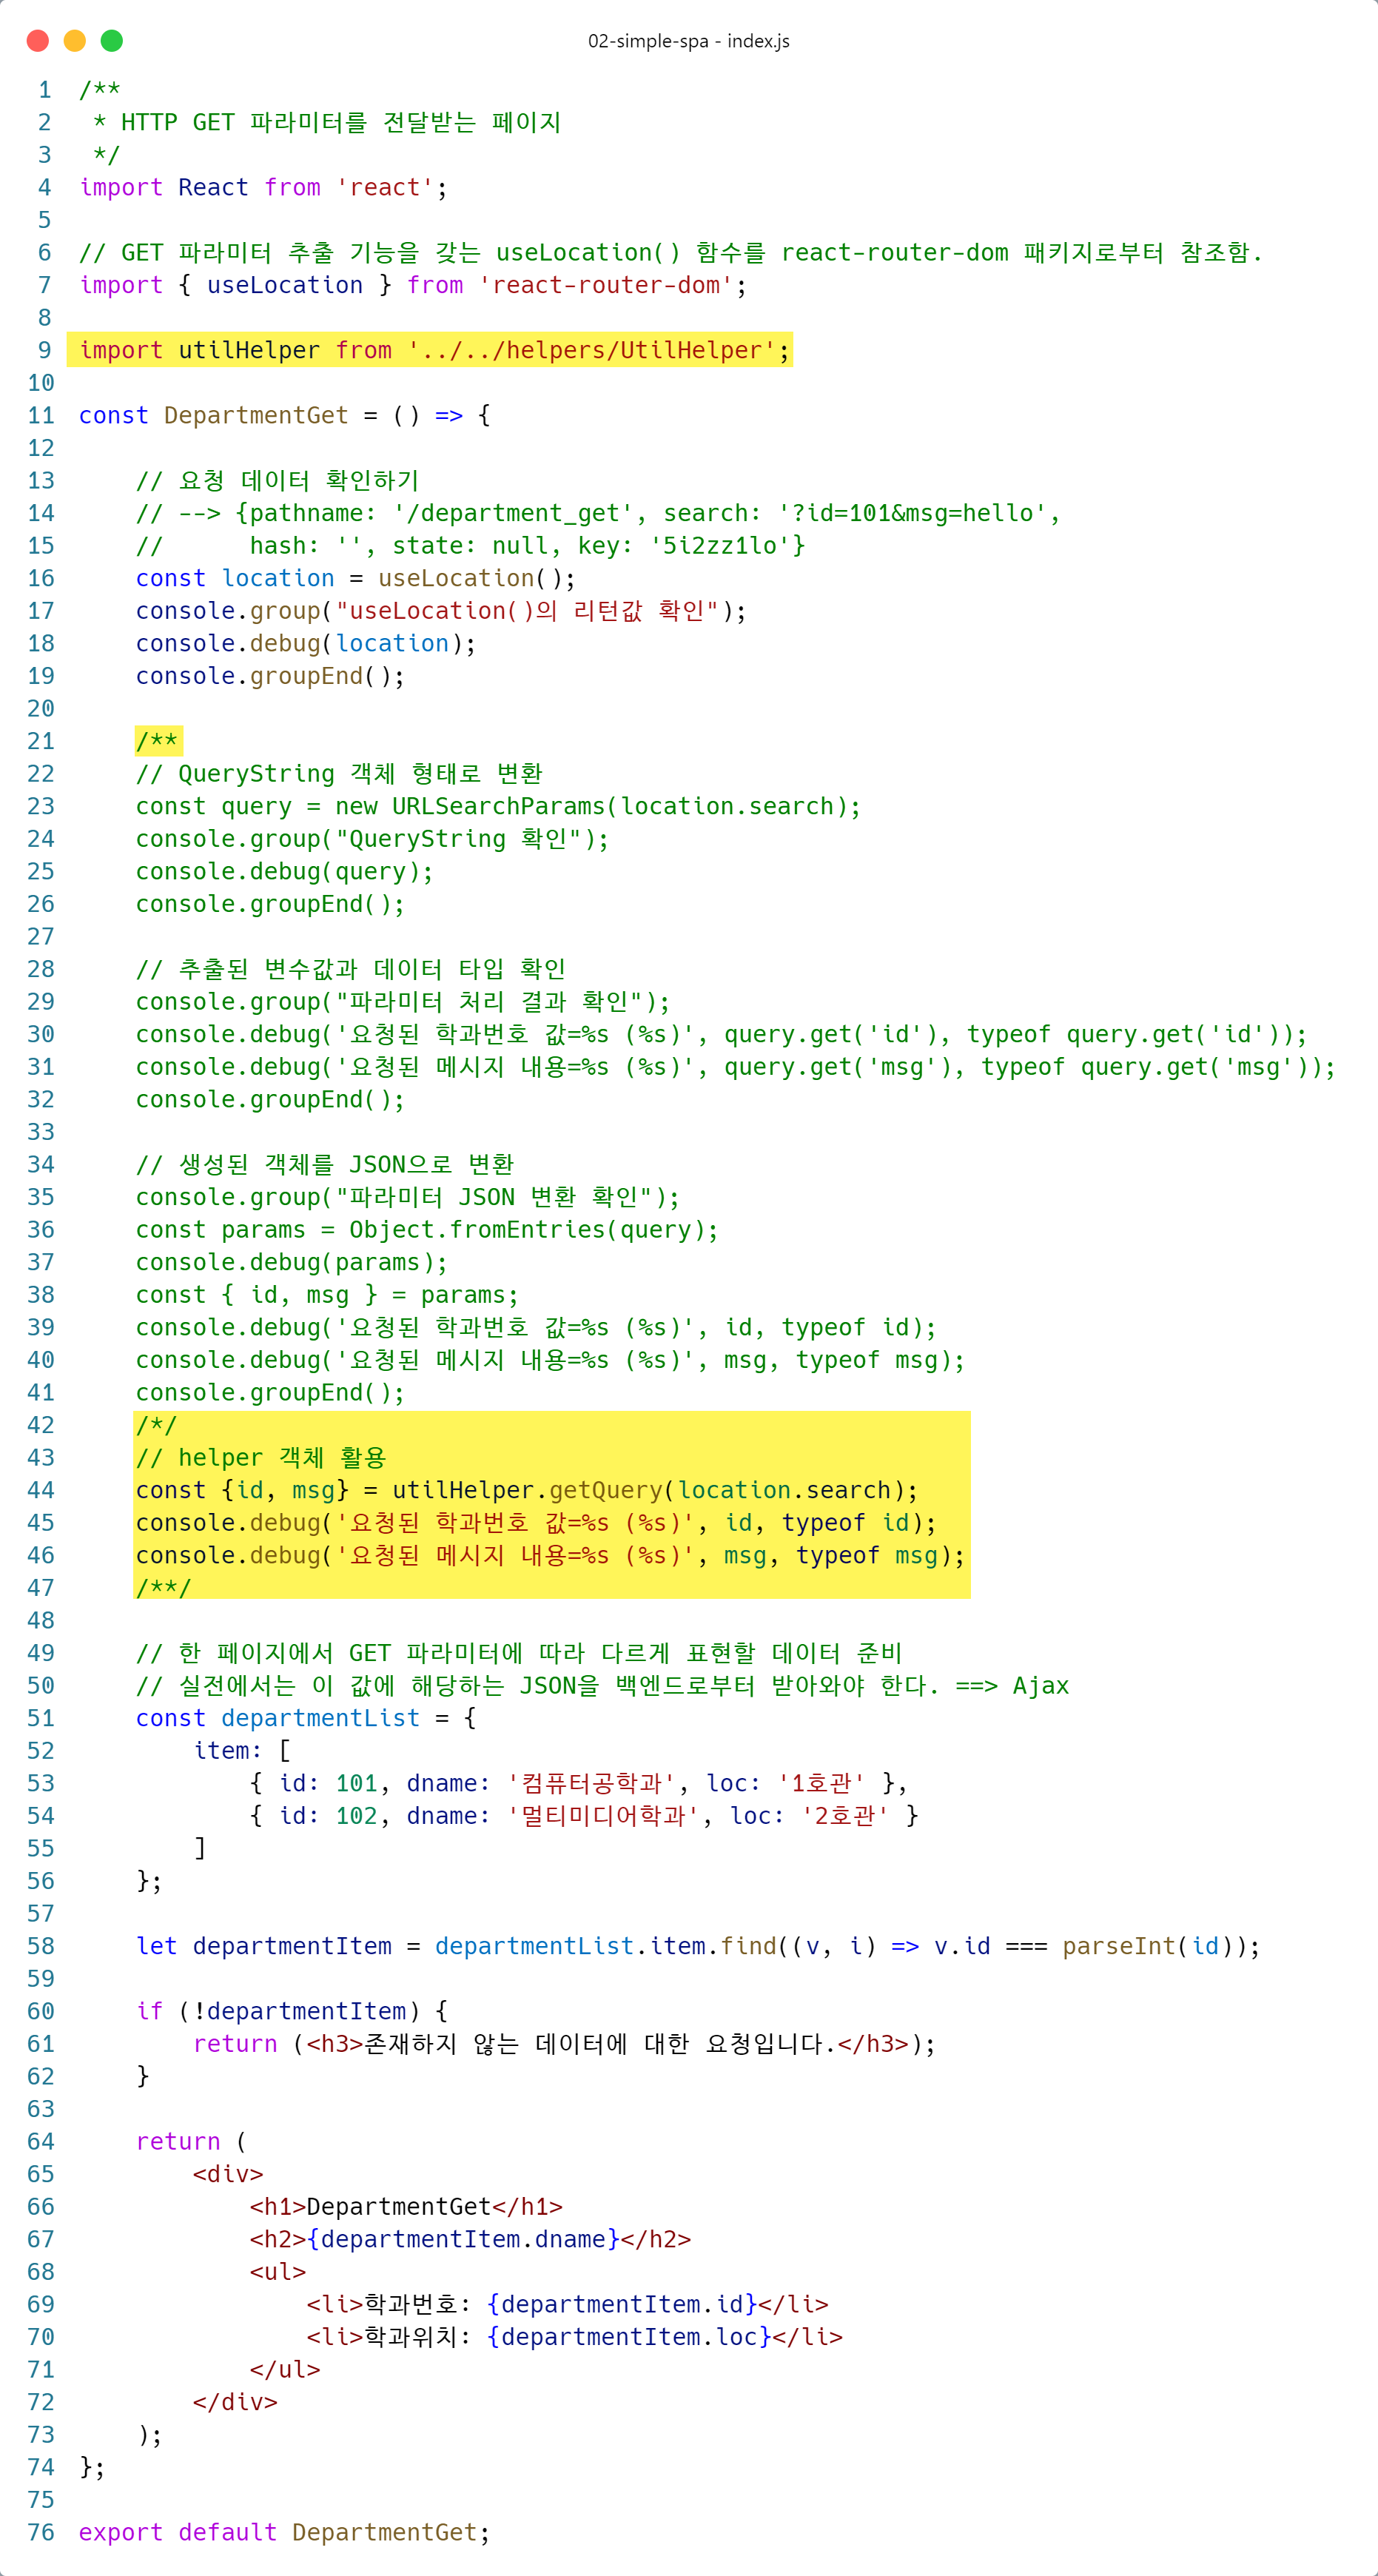 02-simple-spa - index.js
1 /**
2  * HTTP GET 파라미터를 전달받는 페이지
3  */
4 import React from 'react';
5
6 // GET 파라미터 추출 기능을 갖는 useLocation() 함수를 react-router-dom 패키지로부터 참조함.
7 import { useLocation } from 'react-router-dom';
8
9 import utilHelper from '../../helpers/UtilHelper';
10
11 const DepartmentGet = () => {
12
13     // 요청 데이터 확인하기
14     // --> {pathname: '/department_get', search: '?id=101&msg=hello',
15     //      hash: '', state: null, key: '5i2zz1lo'}
16     const location = useLocation();
17     console.group("useLocation()의 리턴값 확인");
18     console.debug(location);
19     console.groupEnd();
20
21     /**
22     // QueryString 객체 형태로 변환
23     const query = new URLSearchParams(location.search);
24     console.group("QueryString 확인");
25     console.debug(query);
26     console.groupEnd();
27
28     // 추출된 변수값과 데이터 타입 확인
29     console.group("파라미터 처리 결과 확인");
30     console.debug('요청된 학과번호 값=%s (%s)', query.get('id'), typeof query.get('id'));
31     console.debug('요청된 메시지 내용=%s (%s)', query.get('msg'), typeof query.get('msg'));
32     console.groupEnd();
33
34     // 생성된 객체를 JSON으로 변환
35     console.group("파라미터 JSON 변환 확인");
36     const params = Object.fromEntries(query);
37     console.debug(params);
38     const { id, msg } = params;
39     console.debug('요청된 학과번호 값=%s (%s)', id, typeof id);
40     console.debug('요청된 메시지 내용=%s (%s)', msg, typeof msg);
41     console.groupEnd();
42     /*/
43     // helper 객체 활용
44     const {id, msg} = utilHelper.getQuery(location.search);
45     console.debug('요청된 학과번호 값=%s (%s)', id, typeof id);
46     console.debug('요청된 메시지 내용=%s (%s)', msg, typeof msg);
47     /**/
48
49     // 한 페이지에서 GET 파라미터에 따라 다르게 표현할 데이터 준비
50     // 실전에서는 이 값에 해당하는 JSON을 백엔드로부터 받아와야 한다. ==> Ajax
51     const departmentList = {
52         item: [
53             { id: 101, dname: '컴퓨터공학과', loc: '1호관' },
54             { id: 102, dname: '멀티미디어학과', loc: '2호관' }
55         ]
56     };
57
58     let departmentItem = departmentList.item.find((v, i) => v.id === parseInt(id));
59
60     if (!departmentItem) {
61         return (<h3>존재하지 않는 데이터에 대한 요청입니다.</h3>);
62     }
63
64     return (
65         <div>
66             <h1>DepartmentGet</h1>
67             <h2>{departmentItem.dname}</h2>
68             <ul>
69                 <li>학과번호: {departmentItem.id}</li>
70                 <li>학과위치: {departmentItem.loc}</li>
71             </ul>
72         </div>
73     );
74 };
75
76 export default DepartmentGet;